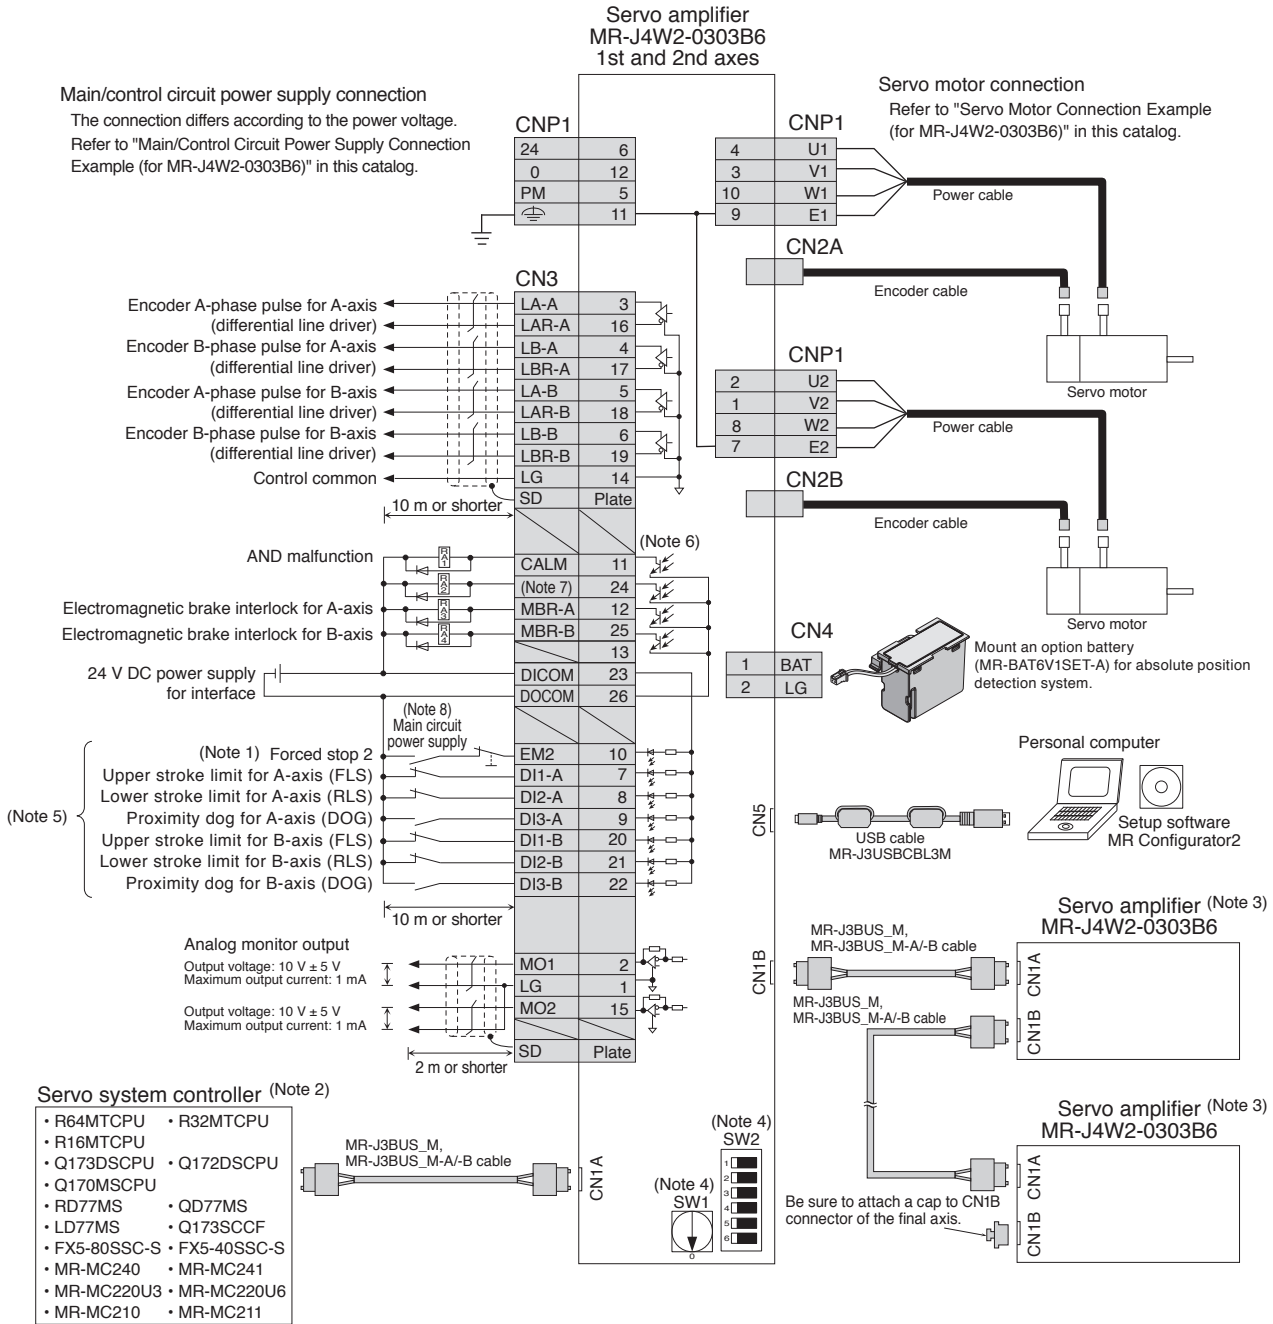 Servo amplifier
MR-J4W2-0303B6
1st and 2nd axes
Main/control circuit power supply connection
The connection differs according to the power voltage.
Refer to "Main/Control Circuit Power Supply Connection
Example (for MR-J4W2-0303B6)" in this catalog.
Servo motor connection
Refer to "Servo Motor Connection Example
(for MR-J4W2-0303B6)" in this catalog.
CNP1
24 6
0 12
PM 5
11
CNP1
4 U1
3 V1
10 W1
9 E1
Power cable
CN2A
Encoder cable
Servo motor
CNP1
2 U2
1 V2
8 W2
7 E2
Power cable
CN2B
Encoder cable
Servo motor
CN3
Encoder A-phase pulse for A-axis LA-A 3
(differential line driver) LAR-A 16
Encoder B-phase pulse for A-axis LB-A 4
(differential line driver) LBR-A 17
Encoder A-phase pulse for B-axis LA-B 5
(differential line driver) LAR-B 18
Encoder B-phase pulse for B-axis LB-B 6
(differential line driver) LBR-B 19
Control common LG 14
SD Plate
10 m or shorter
(Note 6)
AND malfunction RA1 CALM 11
RA2 (Note 7) 24
Electromagnetic brake interlock for A-axis RA3 MBR-A 12
Electromagnetic brake interlock for B-axis RA4 MBR-B 25
13
24 V DC power supply DICOM 23
for interface DOCOM 26
(Note 8)
Main circuit
power supply
(Note 1) Forced stop 2 EM2 10
Upper stroke limit for A-axis (FLS) DI1-A 7
Lower stroke limit for A-axis (RLS) DI2-A 8
(Note 5)
Proximity dog for A-axis (DOG) DI3-A 9
Upper stroke limit for B-axis (FLS) DI1-B 20
Lower stroke limit for B-axis (RLS) DI2-B 21
Proximity dog for B-axis (DOG) DI3-B 22
10 m or shorter
Analog monitor output
Output voltage: 10 V ± 5 V
Maximum output current: 1 mA
Output voltage: 10 V ± 5 V
Maximum output current: 1 mA
MO1 2
LG 1
MO2 15
SD Plate
2 m or shorter
CN4
1 BAT
2 LG
Mount an option battery
(MR-BAT6V1SET-A) for absolute position
detection system.
Personal computer
CN5
USB cable
MR-J3USBCBL3M
Setup software
MR Configurator2
Servo amplifier (Note 3)
MR-J4W2-0303B6
CN1B
MR-J3BUS_M,
MR-J3BUS_M-A/-B cable
CN1A
MR-J3BUS_M,
MR-J3BUS_M-A/-B cable
CN1B
Servo amplifier (Note 3)
MR-J4W2-0303B6
CN1A
Be sure to attach a cap to CN1B
connector of the final axis.
CN1B
Servo system controller (Note 2)
• R64MTCPU • R32MTCPU
• R16MTCPU
• Q173DSCPU • Q172DSCPU
• Q170MSCPU
• RD77MS • QD77MS
• LD77MS • Q173SCCF
• FX5-80SSC-S • FX5-40SSC-S
• MR-MC240 • MR-MC241
• MR-MC220U3 • MR-MC220U6
• MR-MC210 • MR-MC211
MR-J3BUS_M,
MR-J3BUS_M-A/-B cable
CN1A
(Note 4)
SW1
0
(Note 4)
SW2
1
2
3
4
5
6